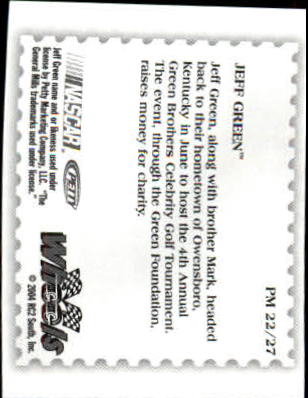 PM 22/27
JEFF GREEN™
Jeff Green, along with brother Mark, headed
back to their hometown of Owensboro,
Kentucky in June to host the 4th Annual
Green Brothers Celebrity Golf Tournament.
The event, through the Green Foundation,
raises money for charity.
NASCAR
PETTY
Wheels
Jeff Green name and or likeness used under
license by Petty Marketing Company, LLC. "The
General Mills trademarks used under license."
© 2004 RC2 South, Inc.